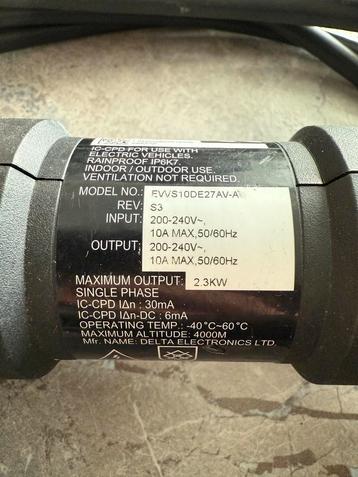 IC-CPD FOR USE WITH
ELECTRIC VEHICLES.
RAINPROOF IP6K7.
INDOOR / OUTDOOR USE.
VENTILATION NOT REQUIRED.
MODEL NO.: EVVS10DE27AV-A
REV: S3
INPUT: 200-240V~,
10A MAX,50/60Hz
OUTPUT: 200-240V~,
10A MAX,50/60Hz
MAXIMUM OUTPUT: 2.3KW
SINGLE PHASE
IC-CPD IΔn : 30mA
IC-CPD IΔn-DC : 6mA
OPERATING TEMP.: -40°C~60°C
MAXIMUM ALTITUDE: 4000M
Mfr. NAME: DELTA ELECTRONICS LTD.